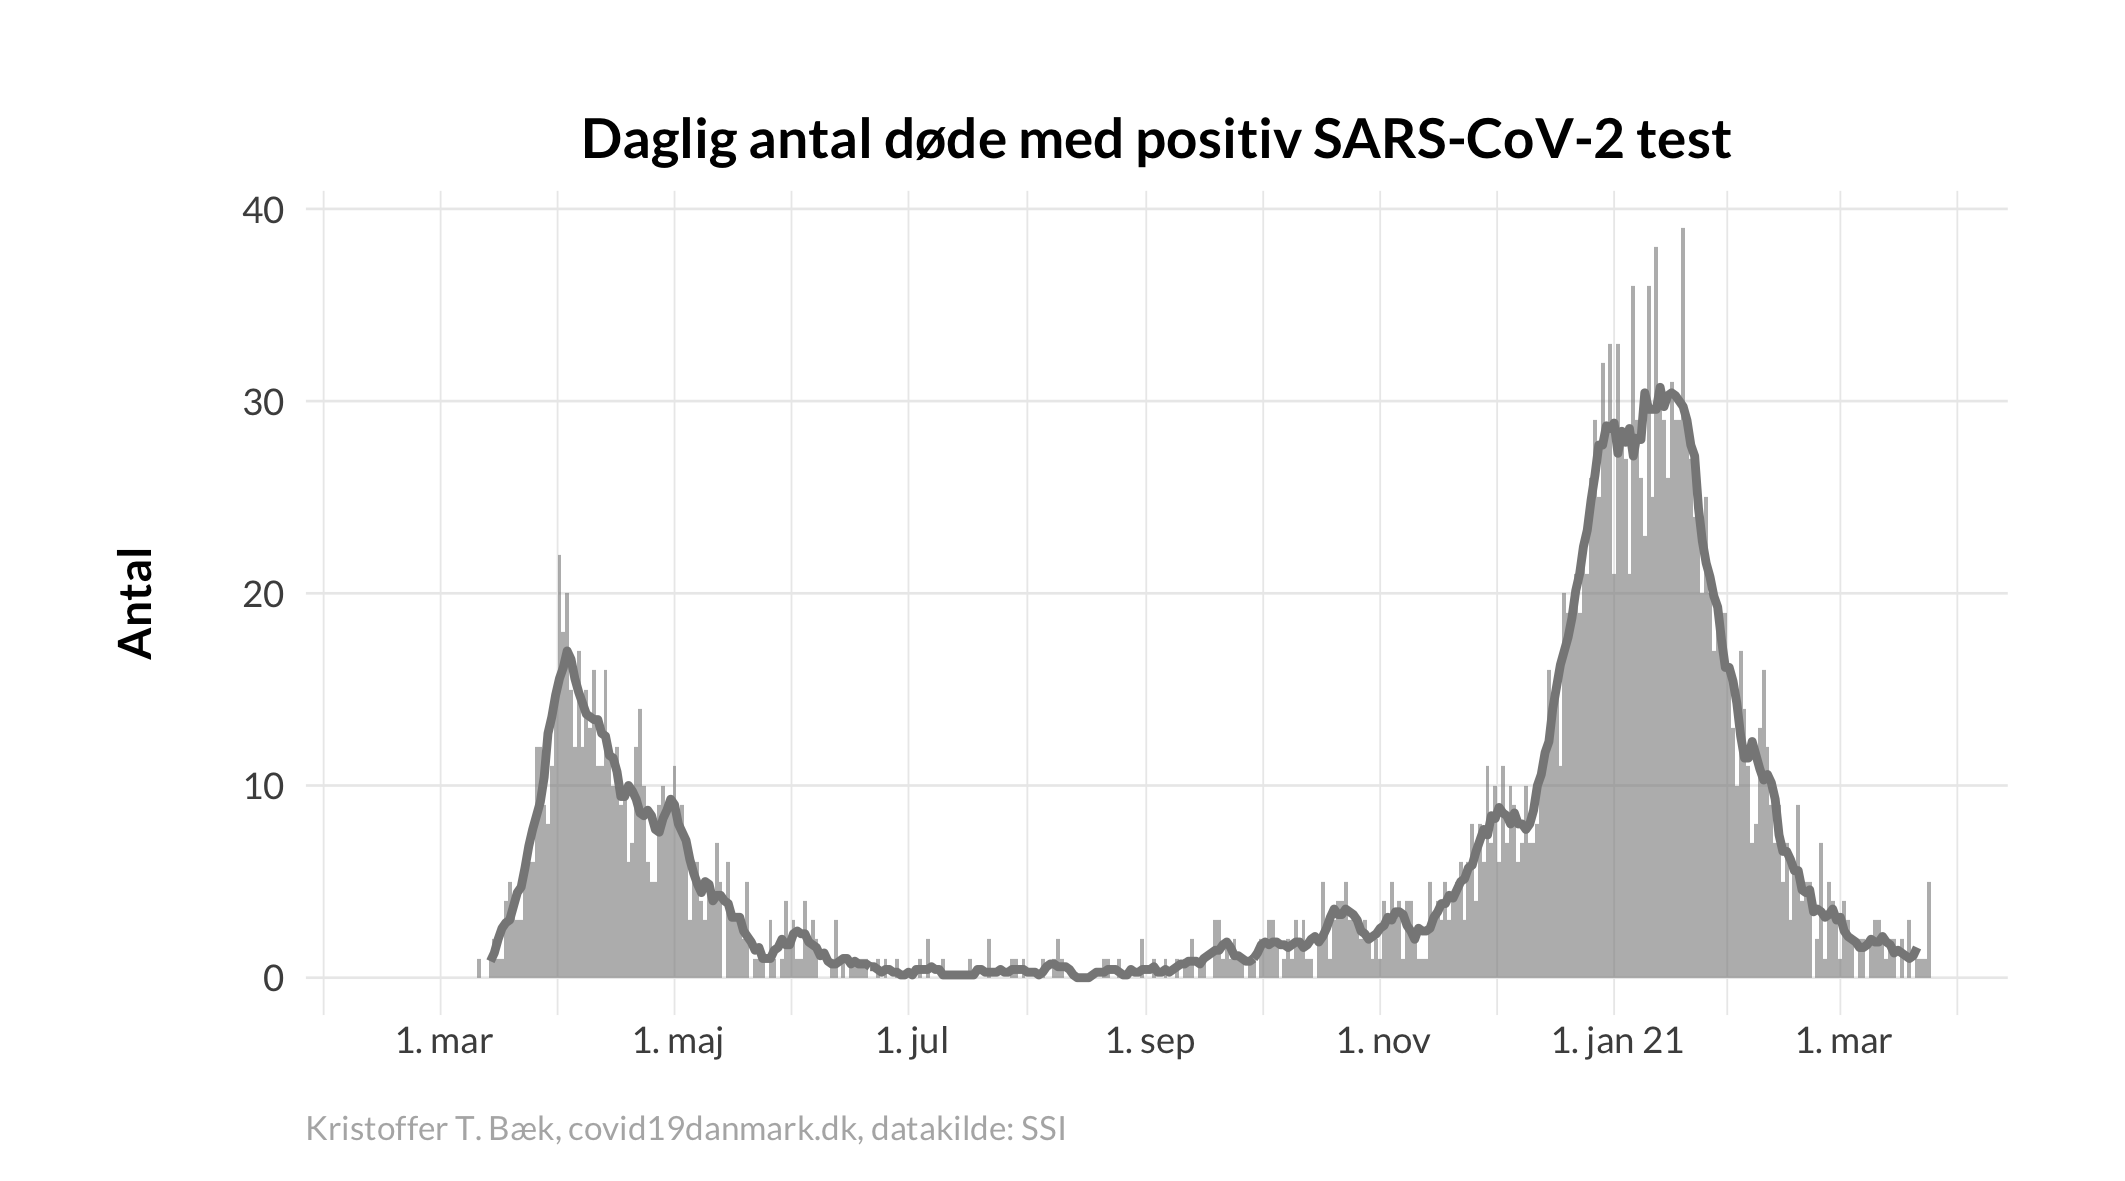 Daglig antal døde med positiv SARS-CoV-2 test
Antal
40
30
20
10
0
1. mar
1. maj
1. jul
1. sep
1. nov
1. jan 21
1. mar
Kristoffer T. Bæk, covid19danmark.dk, datakilde: SSI